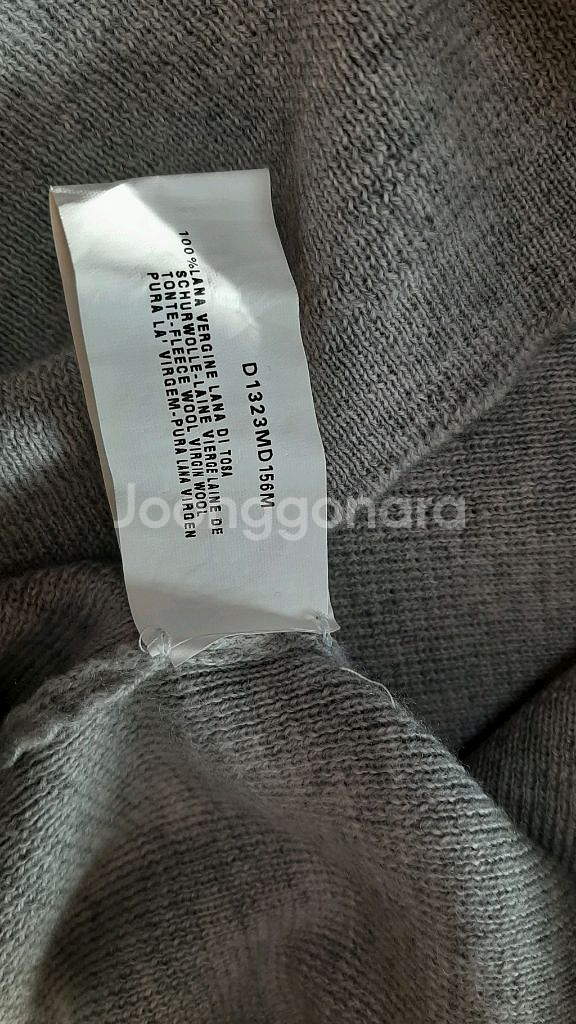 D1323MD156M
100%LANA VERGINE LANA DI TOSA
SCHURWOLLE-LAINE VIERGE LAINE DE
TONTE-FLEECE WOOL VIRGIN WOOL
PURA LA' VIRGEM-PURA LANA VIRGEN
Joonggonara